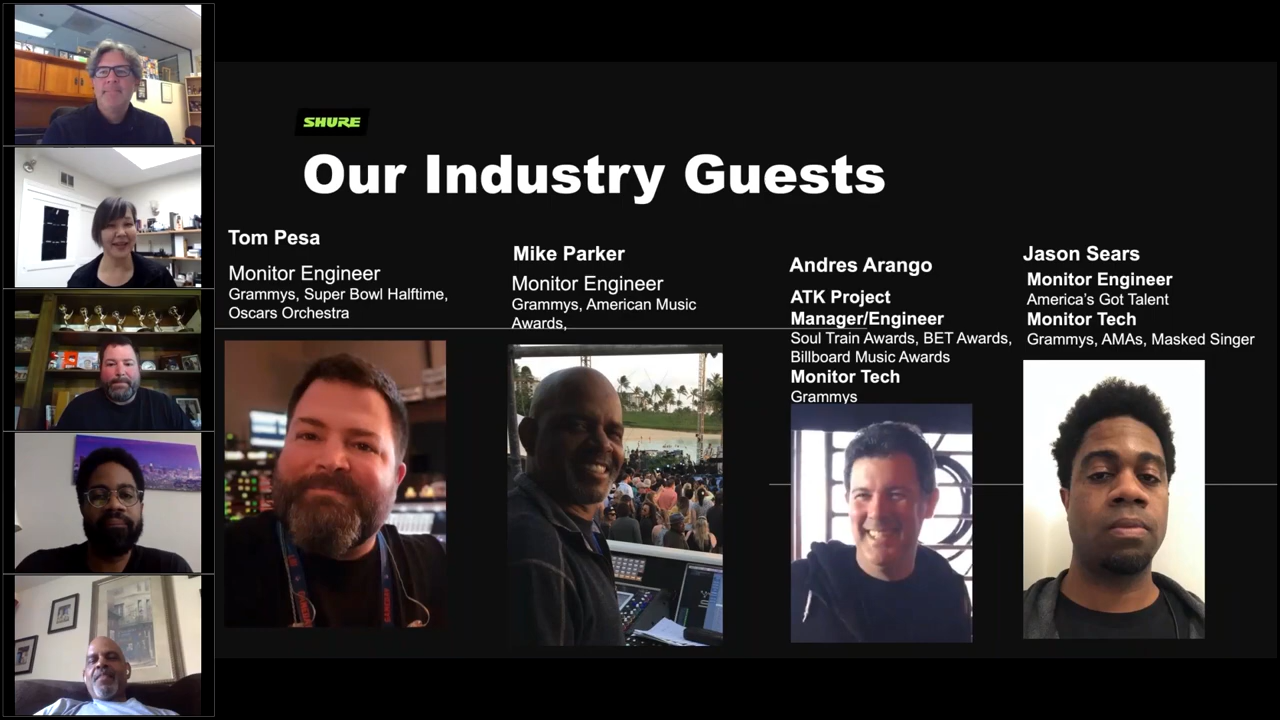 SHURE
Our Industry Guests
Tom Pesa
Monitor Engineer
Grammys, Super Bowl Halftime,
Oscars Orchestra
Mike Parker
Monitor Engineer
Grammys, American Music
Awards,
Andres Arango
ATK Project
Manager/Engineer
Soul Train Awards, BET Awards,
Billboard Music Awards
Monitor Tech
Grammys
Jason Sears
Monitor Engineer
America's Got Talent
Monitor Tech
Grammys, AMAs, Masked Singer